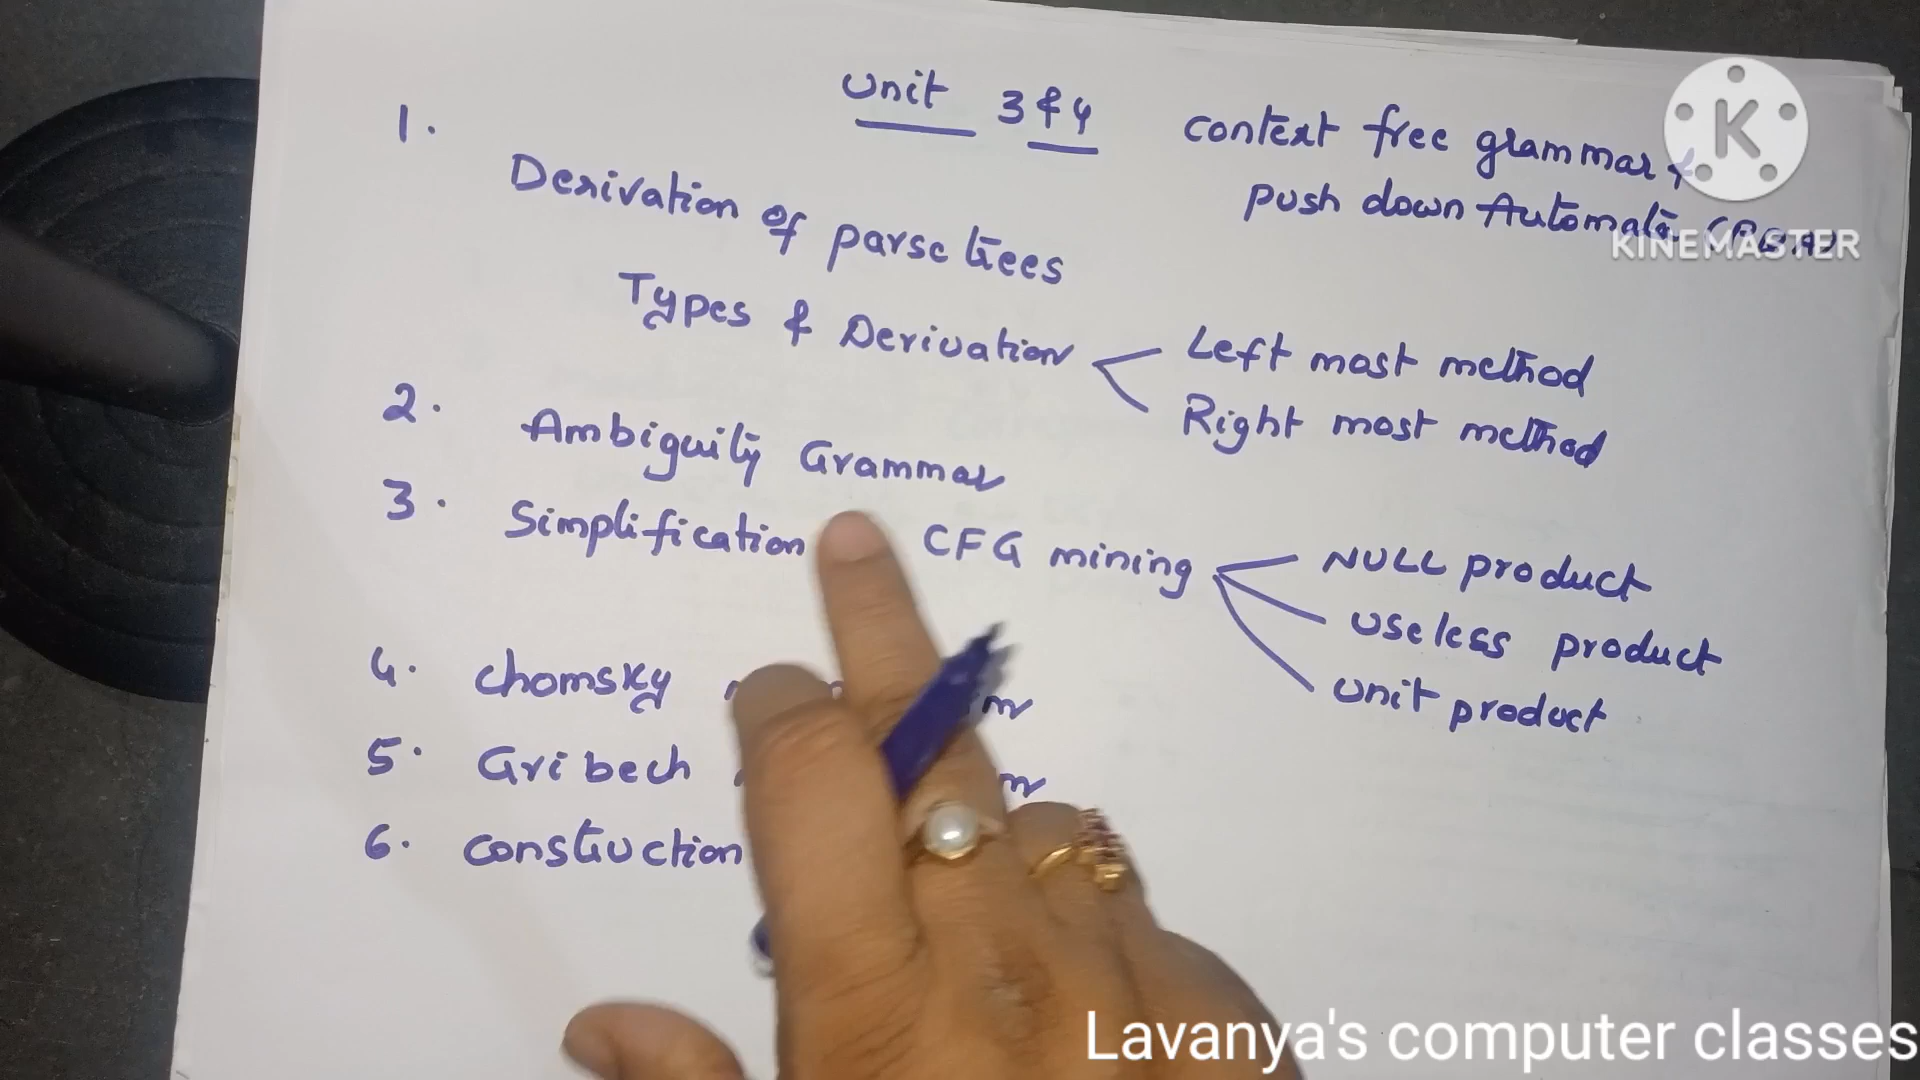 Unit 3 & 4 context free grammar &
push down Automata (PDA)
KINEMASTER
1.
Derivation of parse trees
Types & Derivation
Left most method
Right most method
2. Ambiguity Grammar
3. Simplification CFG mining
NULL product
useless product
unit product
4. chomsky
5. Gribech
6. construction
Lavanya's computer classes